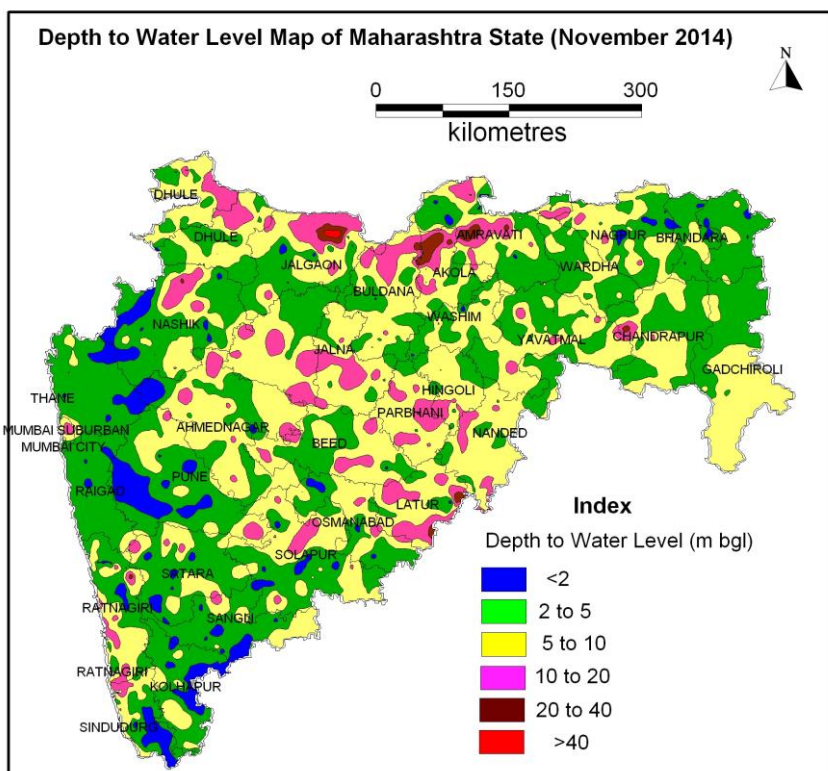 Depth to Water Level Map of Maharashtra State (November 2014)
N
0 150 300
kilometres
DHULE
DHULE
JALGAON
AMRAVATI
NAGPUR
BHANDARA
BULDANA
AKOLA
WARDHA
NASHIK
WASHIM
YAVATMAL
CHANDRAPUR
JALNA
GADCHIROLI
THANE
HINGOLI
MUMBAI SUBURBAN
AHMEDNAGAR
PARBHANI
MUMBAI CITY
BEED
NANDED
RAIGAD
PUNE
LATUR
OSMANABAD
SOLAPUR
SATARA
RATNAGIRI
SANGLI
RATNAGIRI
KOLHAPUR
SINDUDURG
Index
Depth to Water Level (m bgl)
<2
2 to 5
5 to 10
10 to 20
20 to 40
>40